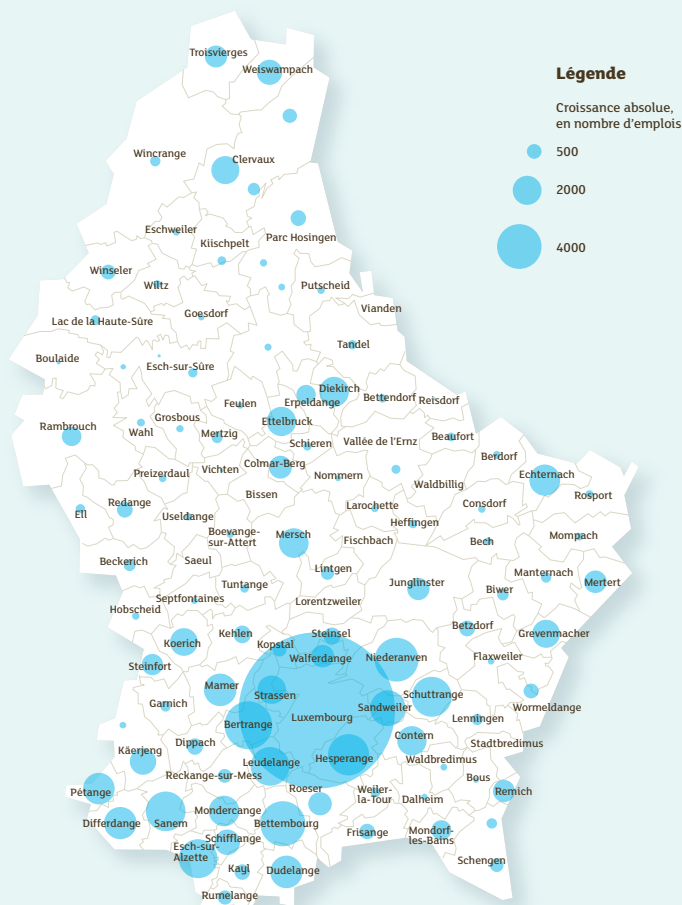 Troisvierges
Weiswampach
Légende
Croissance absolue,
en nombre d'emplois
500
Wincrange
Clervaux
2000
Eschweiler
Kiischpelt
Parc Hosingen
4000
Winseler
Wiltz
Putscheid
Vianden
Lac de la Haute-Sûre
Goesdorf
Boulaide
Tandel
Esch-sur-Sûre
Diekirch
Feulen
Erpeldange
Bettendorf
Reisdorf
Rambrouch
Wahl
Grosbous
Mertzig
Ettelbruck
Schieren
Vallée de l'Ernz
Beaufort
Berdorf
Preizerdaul
Vichten
Colmar-Berg
Nommern
Waldbillig
Echternach
Rosport
Ell
Redange
Useldange
Bissen
Larochette
Consdorf
Heffingen
Boevange-
sur-Attert
Mersch
Fischbach
Bech
Mompach
Beckerich
Saeul
Lintgen
Tuntange
Junglinster
Manternach
Mertert
Biwer
Septfontaines
Lorentzweiler
Hobscheid
Koerich
Kehlen
Steinsel
Kopstal
Betzdorf
Grevenmacher
Steinfort
Walferdange
Niederanven
Flaxweiler
Mamer
Strassen
Schuttrange
Garnich
Sandweiler
Wormeldange
Bertrange
Luxembourg
Lenningen
Contern
Stadtbredimus
Käerjeng
Dippach
Leudelange
Hesperange
Waldbredimus
Reckange-sur-Mess
Bous
Pétange
Roeser
Weiler-
la-Tour
Dalheim
Remich
Differdange
Sanem
Mondercange
Bettembourg
Frisange
Mondorf-
les-Bains
Schifflange
Esch-sur-
Alzette
Kayl
Dudelange
Schengen
Rumelange